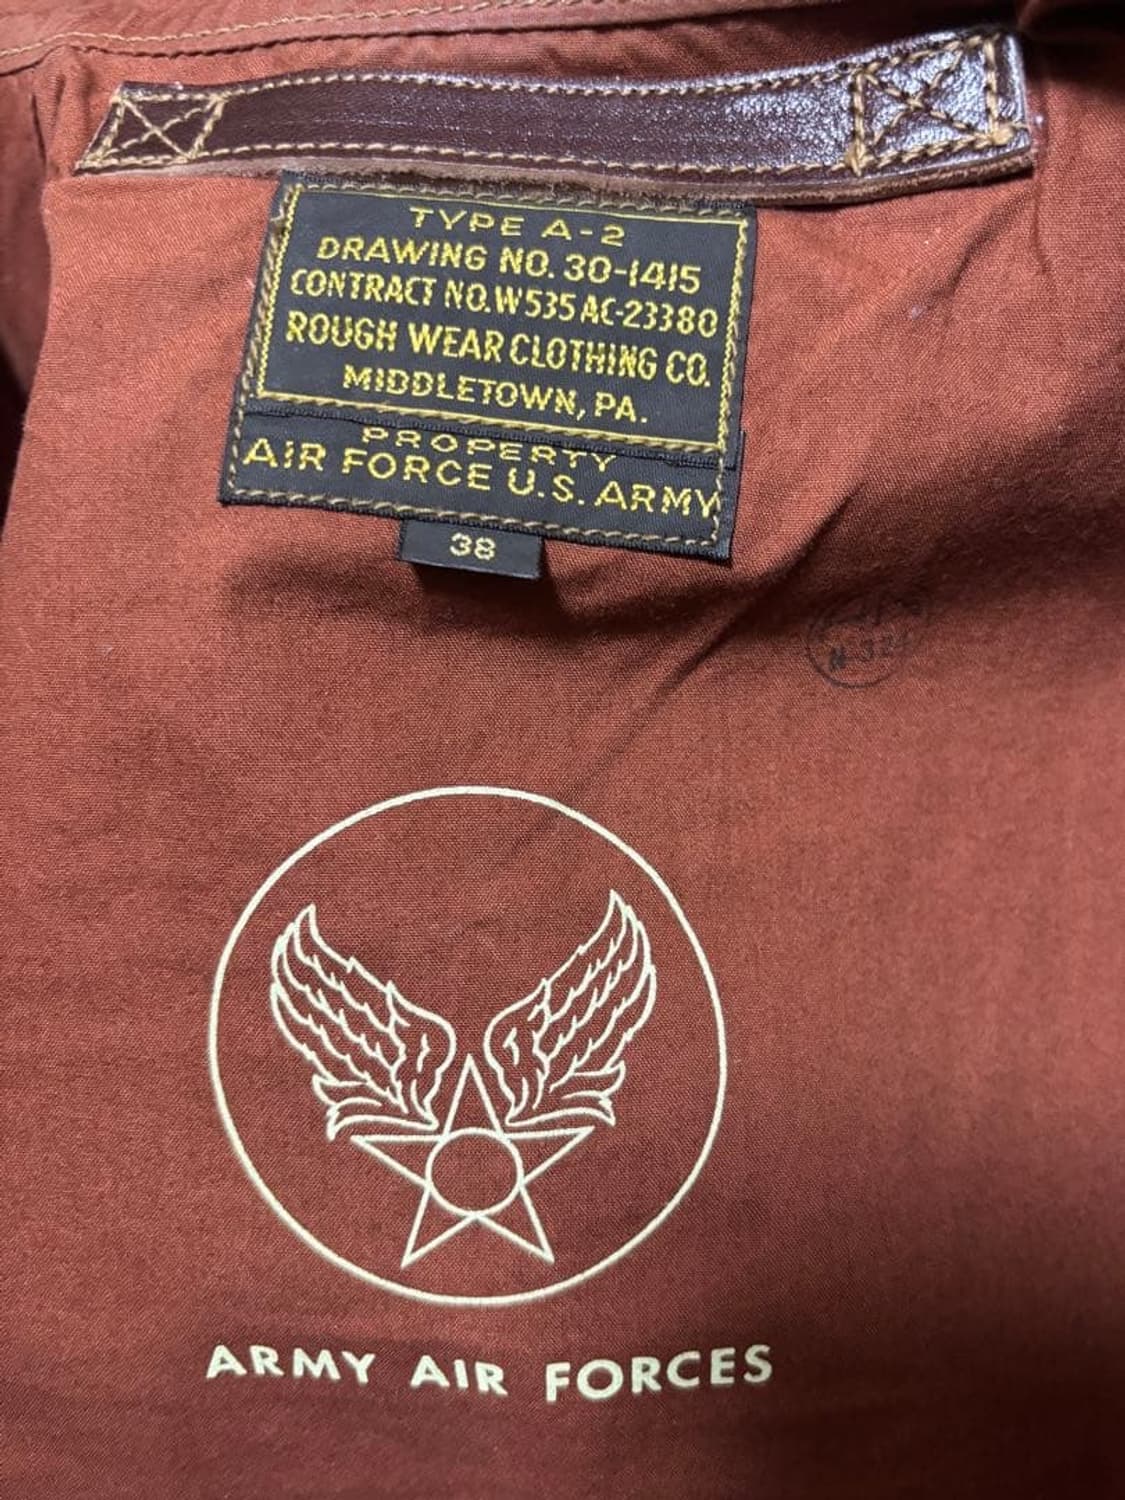 TYPE A-2
DRAWING NO. 30-1415
CONTRACT NO. W535 AC-23380
ROUGH WEAR CLOTHING CO.
MIDDLETOWN, PA.
PROPERTY
AIR FORCE U.S. ARMY
38
ARMY AIR FORCES